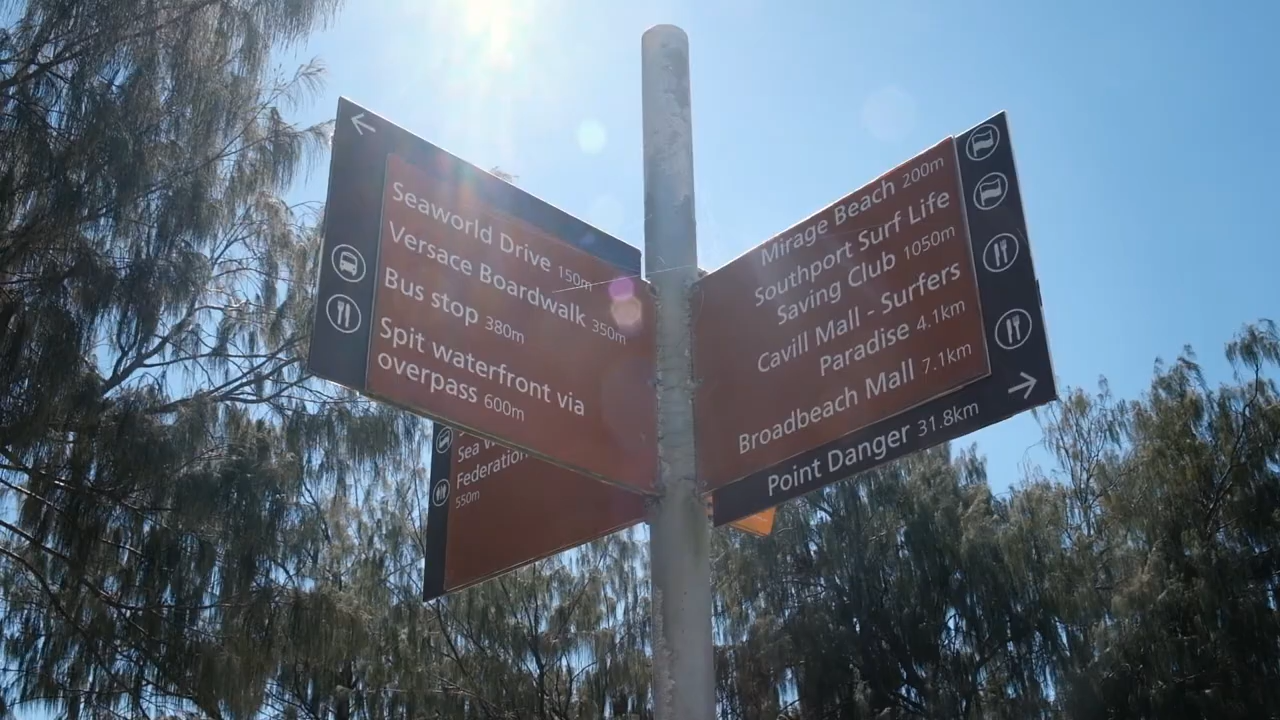 Seaworld Drive 150m
Versace Boardwalk 350m
Bus stop 380m
Spit waterfront via
overpass 600m
Sea
Federation
550m
Mirage Beach 200m
Southport Surf Life
Saving Club 1050m
Cavill Mall - Surfers
Paradise 4.1km
Broadbeach Mall 7.1km
Point Danger 31.8km